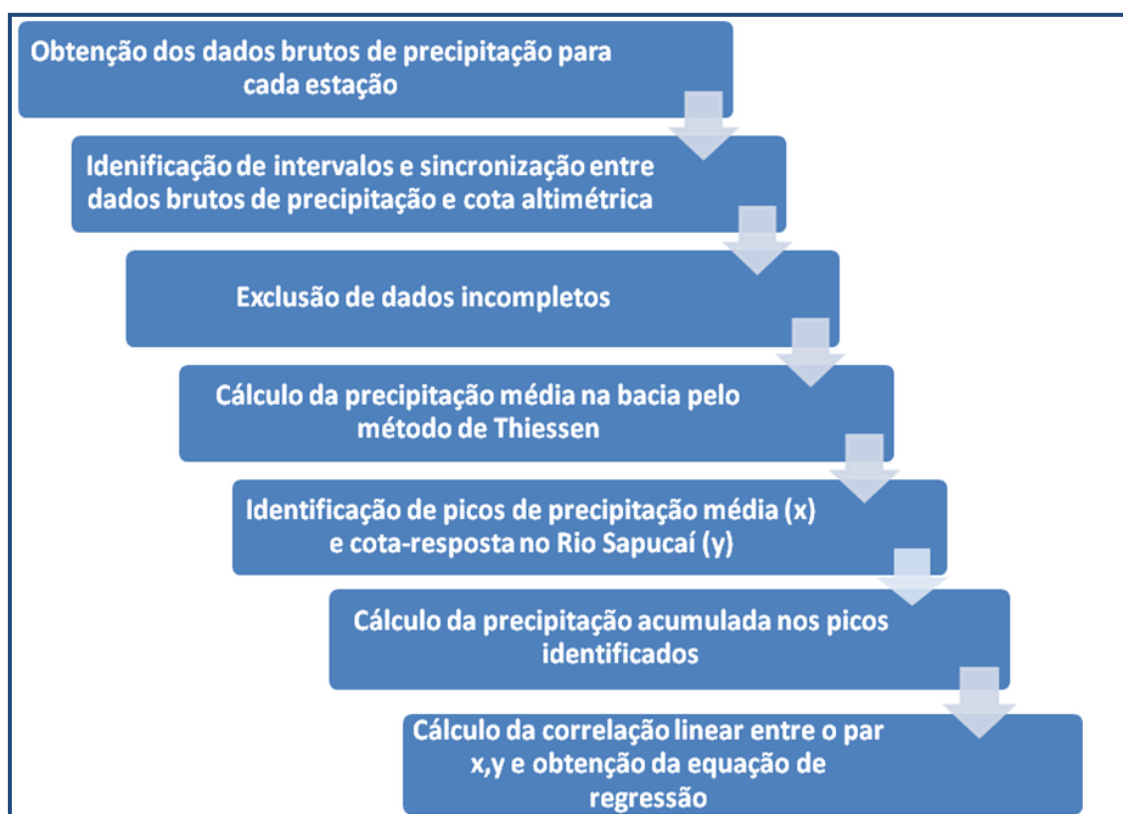 Obtenção dos dados brutos de precipitação para
cada estação
Idenificação de intervalos e sincronização entre
dados brutos de precipitação e cota altimétrica
Exclusão de dados incompletos
Cálculo da precipitação média na bacia pelo
método de Thiessen
Identificação de picos de precipitação média (x)
e cota-resposta no Rio Sapucaí (y)
Cálculo da precipitação acumulada nos picos
identificados
Cálculo da correlação linear entre o par
x,y e obtenção da equação de
regressão